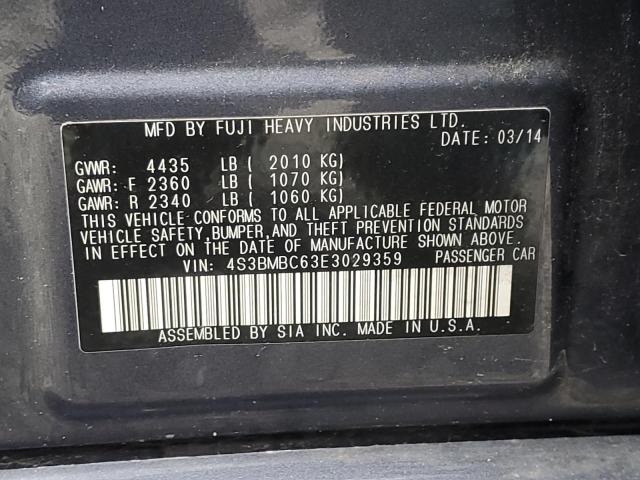 MFD BY FUJI HEAVY INDUSTRIES LTD.
DATE: 03/14
GVWR: 4435 LB ( 2010 KG)
GAWR: F 2360 LB ( 1070 KG)
GAWR: R 2340 LB ( 1060 KG)
THIS VEHICLE CONFORMS TO ALL APPLICABLE FEDERAL MOTOR
VEHICLE SAFETY,BUMPER,AND THEFT PREVENTION STANDARDS
IN EFFECT ON THE DATE OF MANUFACTURE SHOWN ABOVE.
VIN: 4S3BMBC63E3029359 PASSENGER CAR
ASSEMBLED BY SIA INC. MADE IN U.S.A.